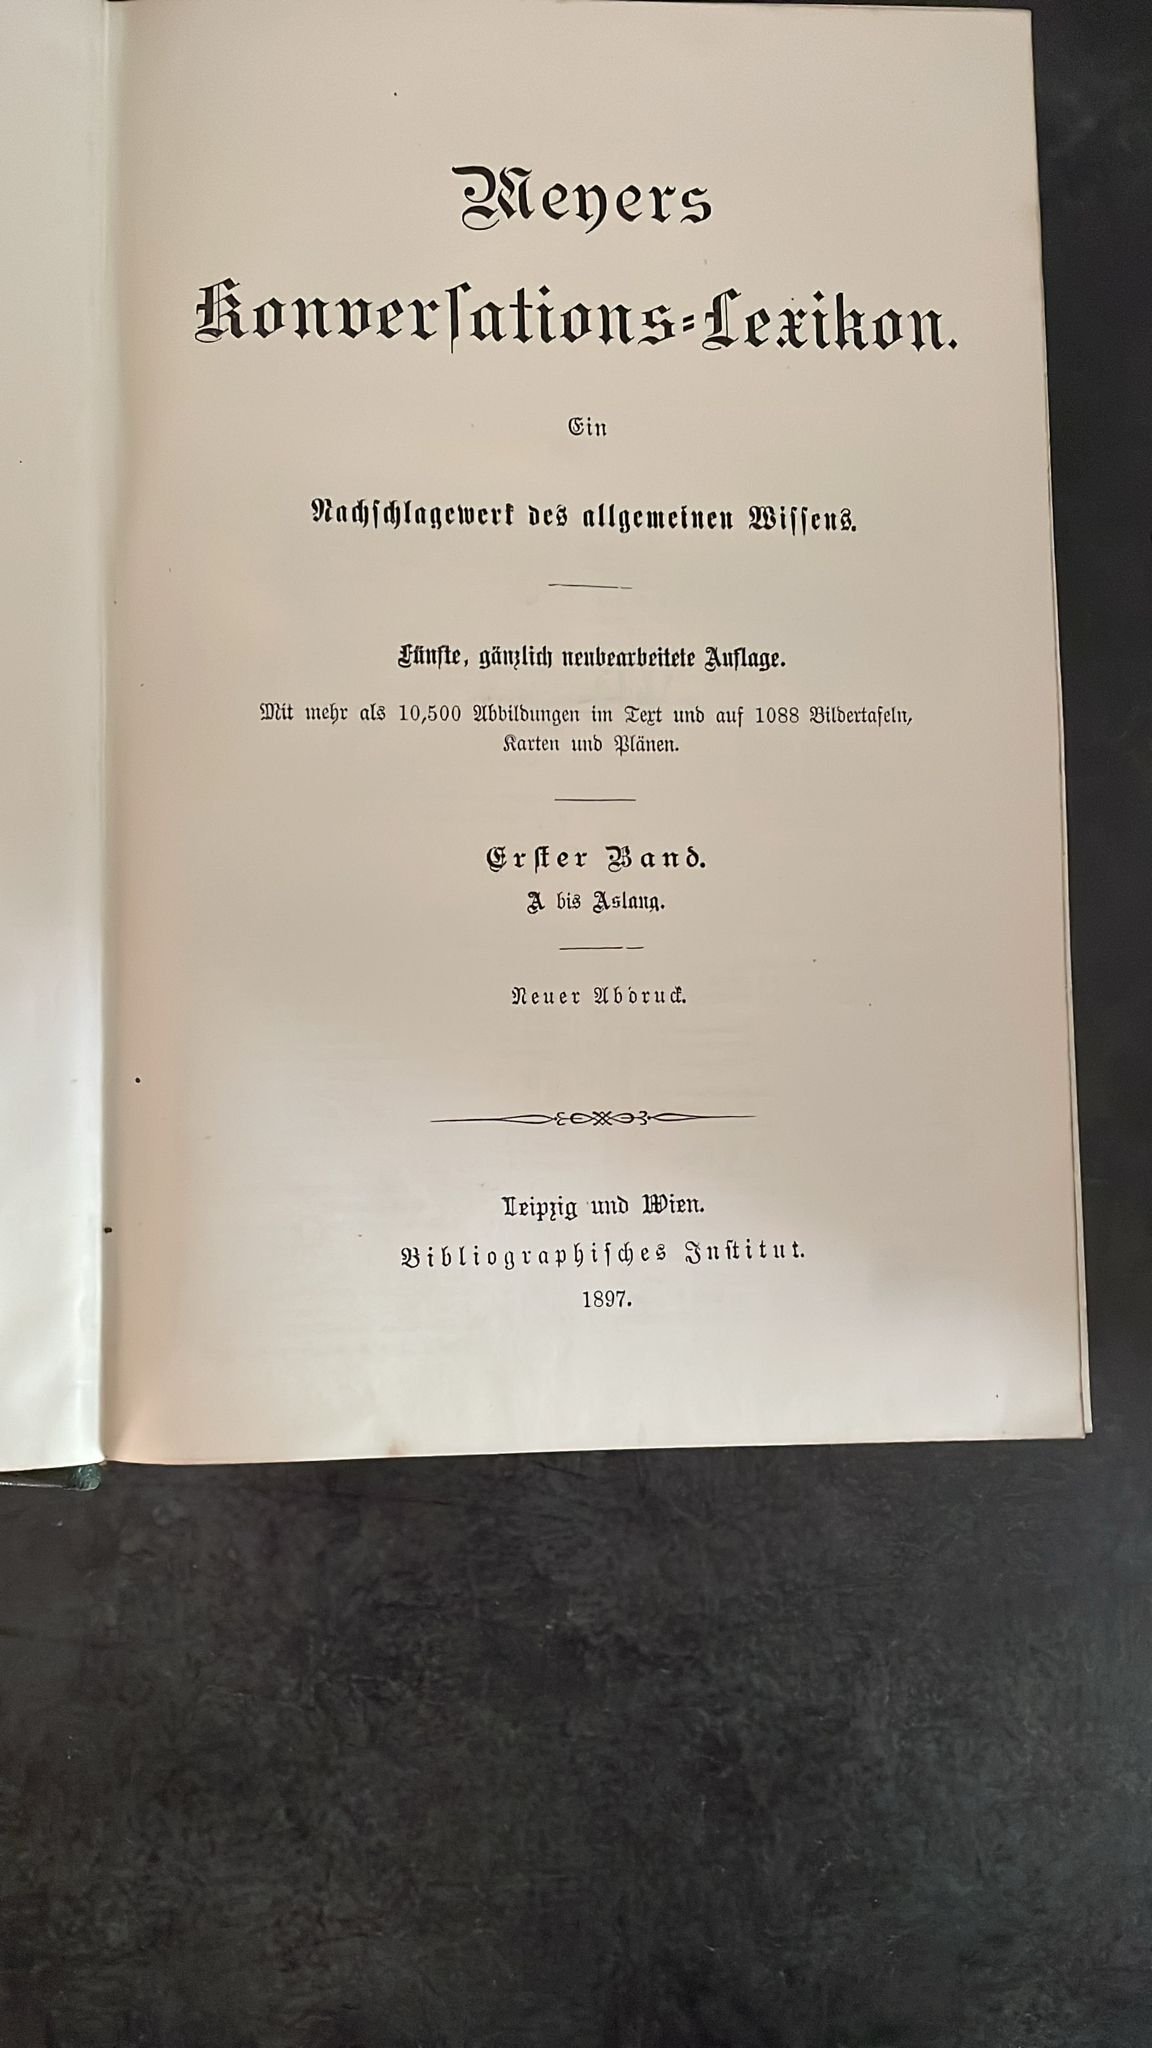 Meyers
Konverſations-Lexikon.
Ein
Nachſchlagewerk des allgemeinen Wiſſens.
Fünfte, gänzlich neubearbeitete Auflage.
Mit mehr als 10,500 Abbildungen im Text und auf 1088 Bildertafeln,
Karten und Plänen.
Erſter Band.
A bis Aslaug.
Neuer Abdruck.
Leipzig und Wien.
Bibliographiſches Inſtitut.
1897.